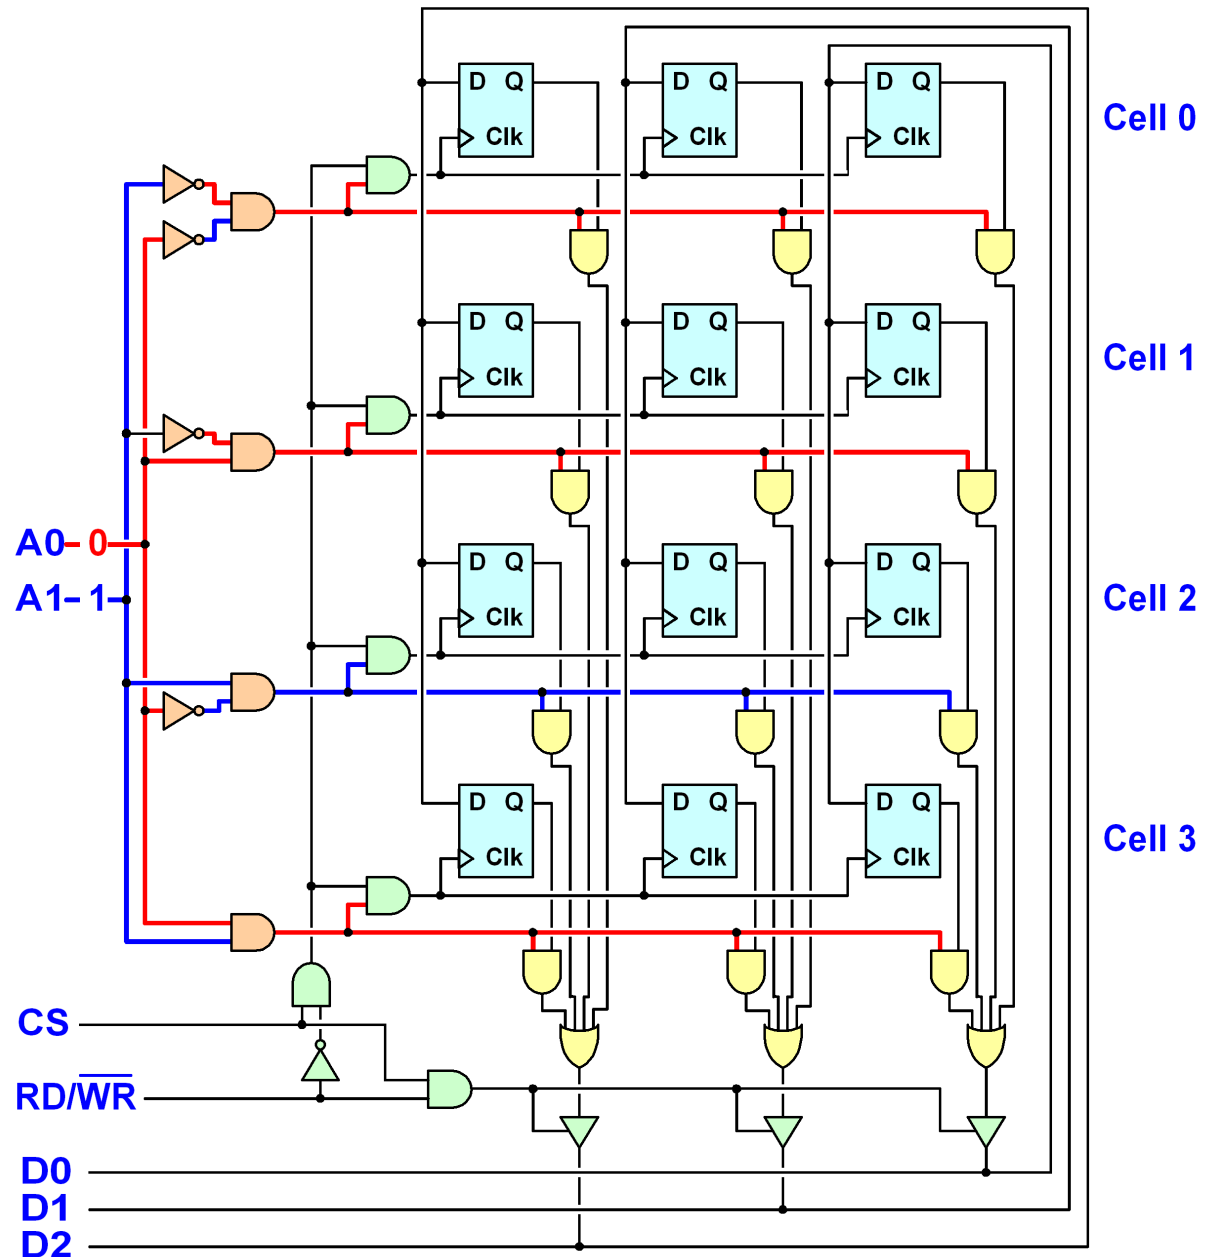 D Q D Q D Q
Cell 0
Clk Clk Clk
D Q D Q D Q
Cell 1
Clk Clk Clk
A0 0
D Q D Q D Q
A1 1
Cell 2
Clk Clk Clk
D Q D Q D Q
Cell 3
Clk Clk Clk
CS
RD/W̅R̅
D0
D1
D2